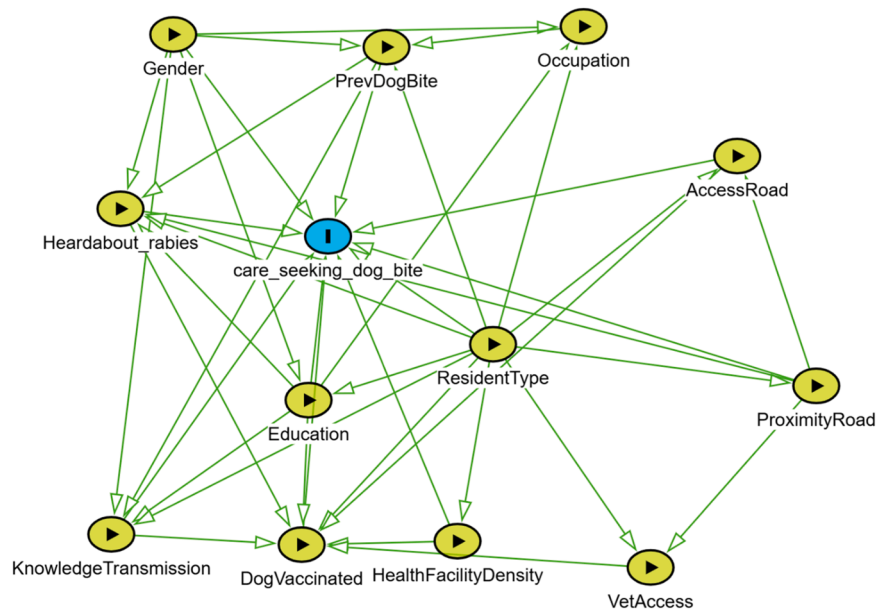 Gender
PrevDogBite
Occupation
AccessRoad
Heardabout_rabies
care_seeking_dog_bite
ResidentType
ProximityRoad
Education
KnowledgeTransmission
DogVaccinated
HealthFacilityDensity
VetAccess